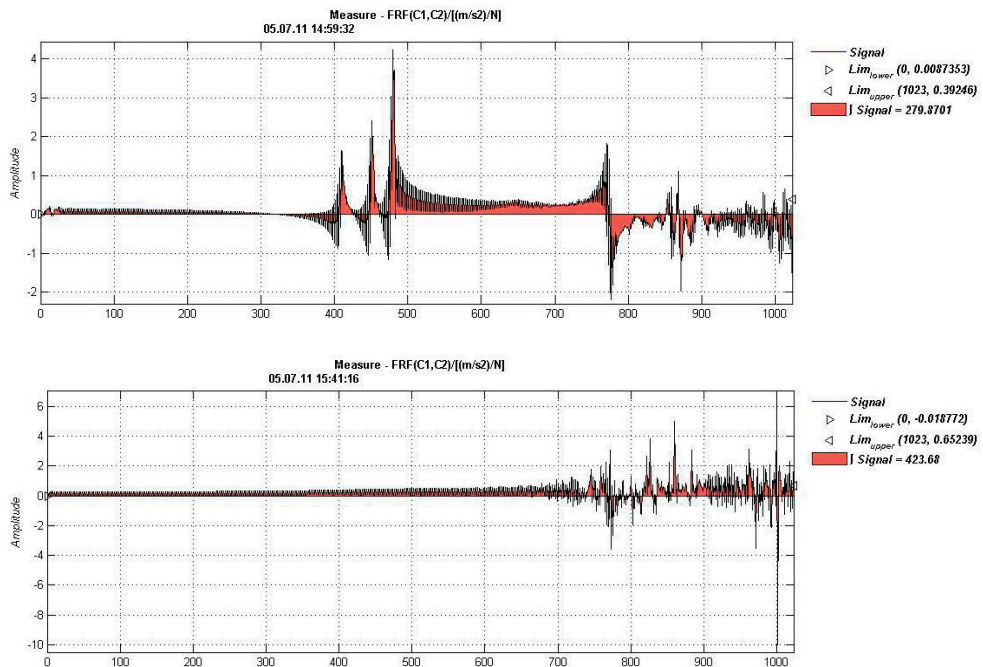 Measure - FRF(C1,C2)/[(m/s2)/N]
05.07.11 14:59:32
Amplitude
4
3
2
1
0
-1
-2
0 100 200 300 400 500 600 700 800 900 1000
Signal
Lim_lower (0, 0.0087353)
Lim_upper (1023, 0.39246)
∫ Signal = 279.8701
Measure - FRF(C1,C2)/[(m/s2)/N]
05.07.11 15:41:16
Amplitude
6
4
2
0
-2
-4
-6
-8
-10
0 100 200 300 400 500 600 700 800 900 1000
Signal
Lim_lower (0, -0.018772)
Lim_upper (1023, 0.65239)
∫ Signal = 423.68